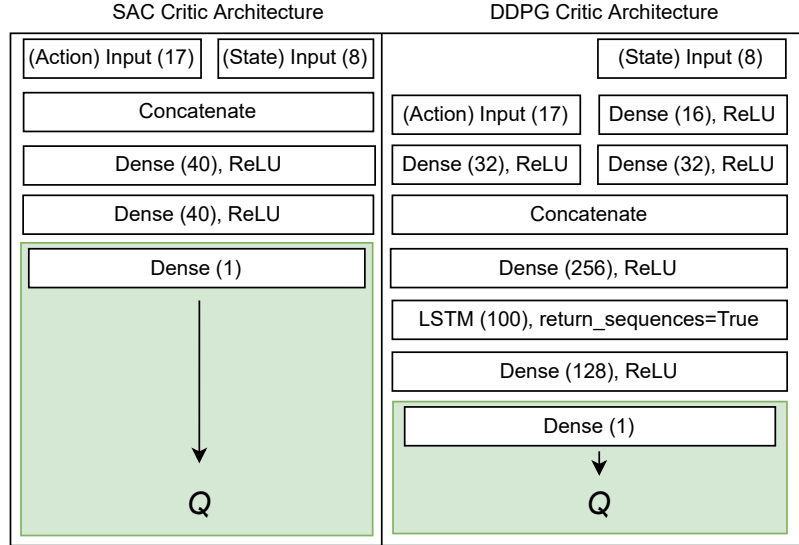 SAC Critic Architecture
(Action) Input (17)
(State) Input (8)
Concatenate
Dense (40), ReLU
Dense (40), ReLU
Dense (1)
Q
DDPG Critic Architecture
(State) Input (8)
(Action) Input (17)
Dense (16), ReLU
Dense (32), ReLU
Dense (32), ReLU
Concatenate
Dense (256), ReLU
LSTM (100), return_sequences=True
Dense (128), ReLU
Dense (1)
Q